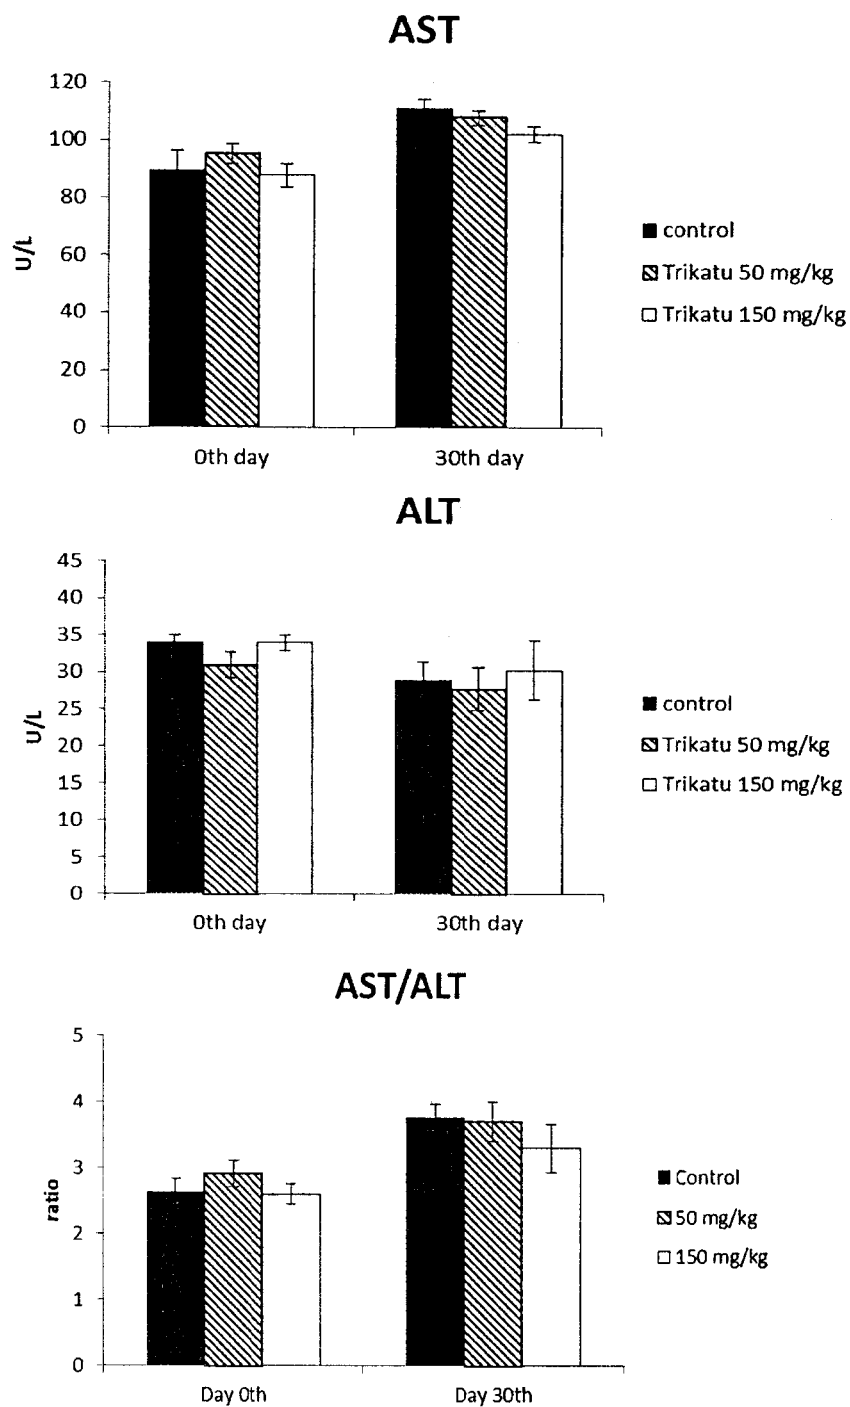 AST
120
100
80
60
40
20
0
U/L
0th day
30th day
control
Trikatu 50 mg/kg
Trikatu 150 mg/kg
ALT
45
40
35
30
25
20
15
10
5
0
U/L
0th day
30th day
control
Trikatu 50 mg/kg
Trikatu 150 mg/kg
AST/ALT
5
4
3
2
1
0
ratio
Day 0th
Day 30th
Control
50 mg/kg
150 mg/kg